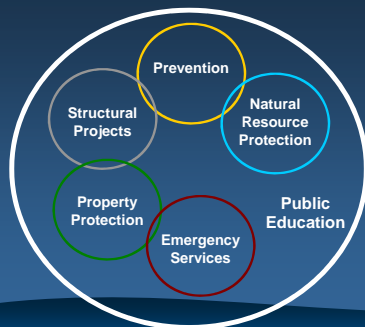 Prevention
Structural
Projects
Natural
Resource
Protection
Property
Protection
Public
Education
Emergency
Services